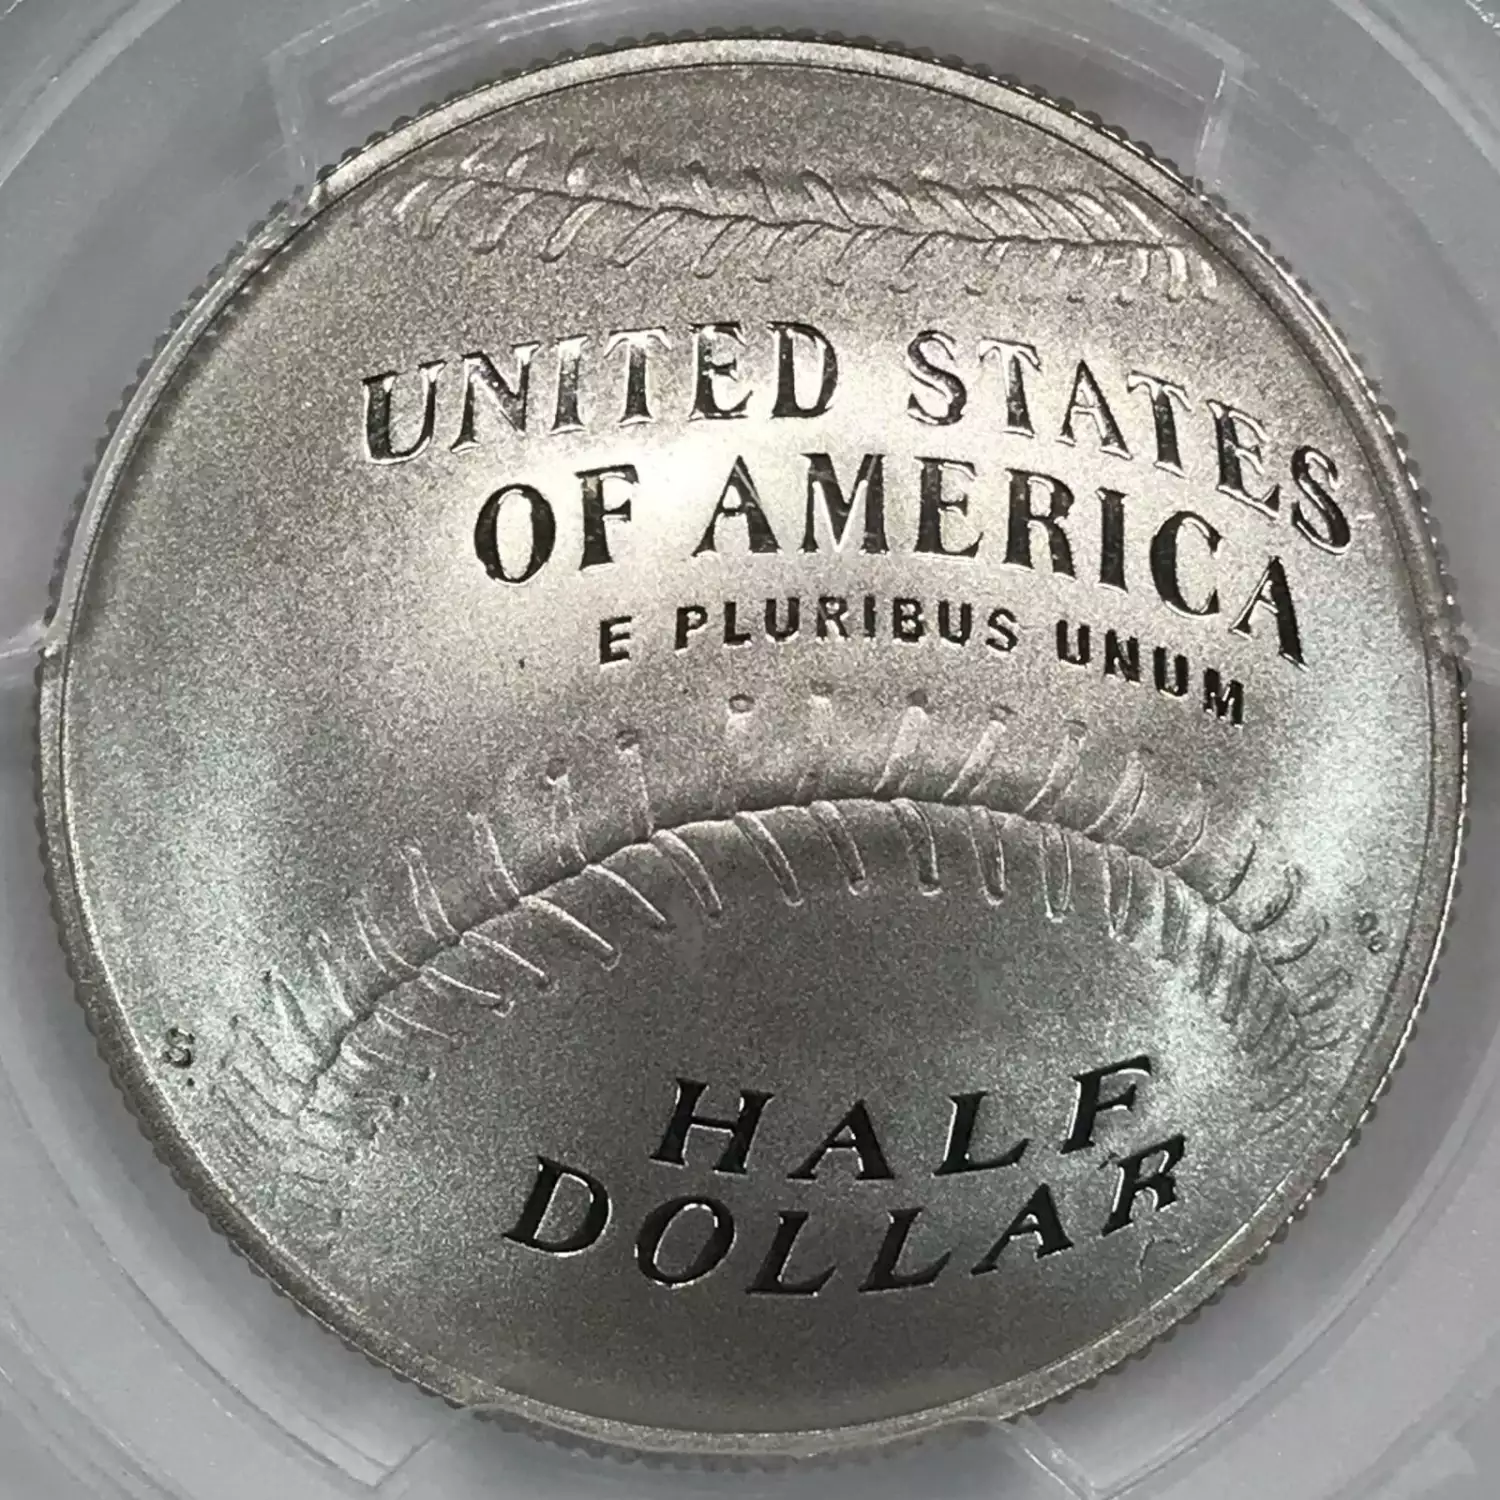 UNITED STATES
OF AMERICA
E PLURIBUS UNUM
S
HALF
DOLLAR